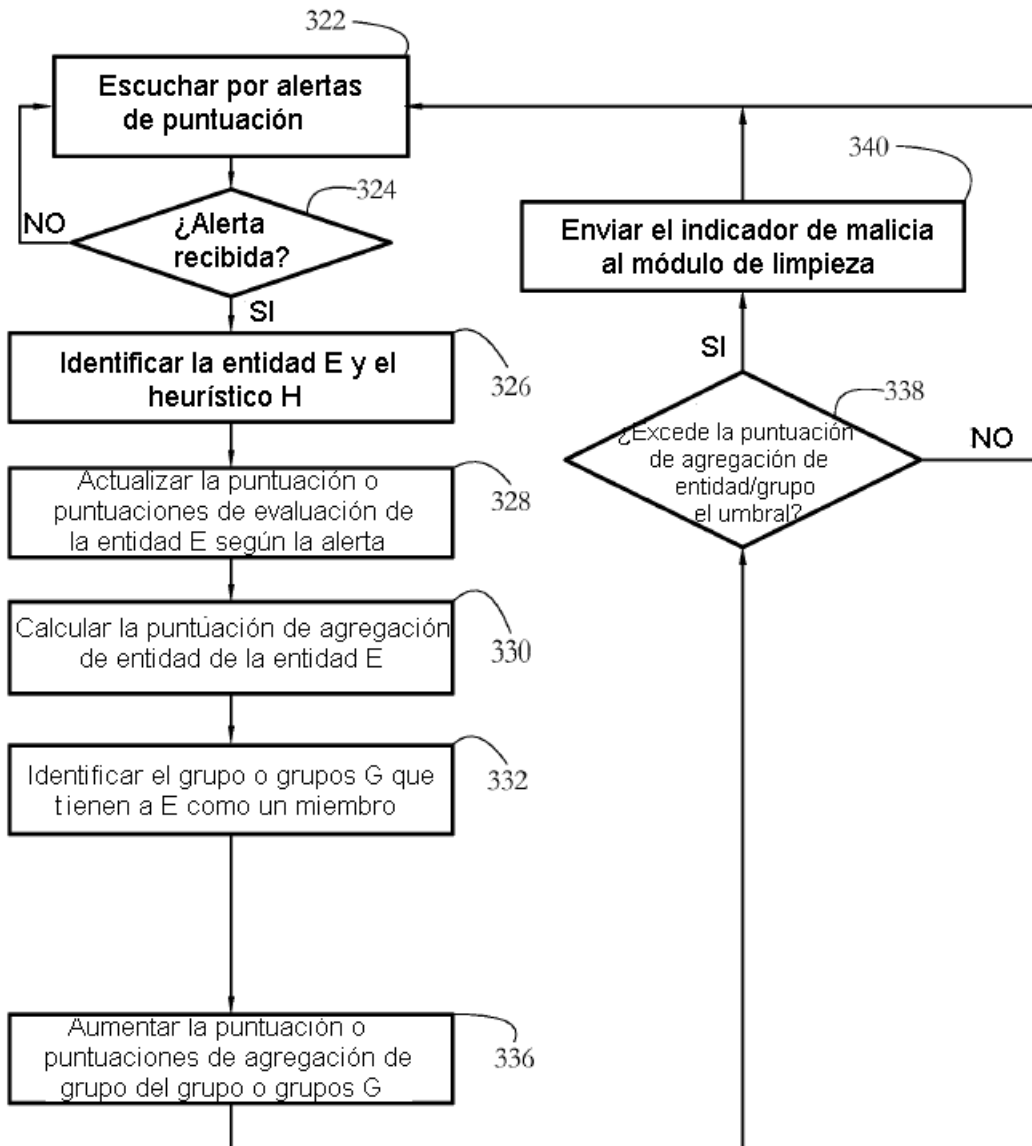 322
Escuchar por alertas
de puntuación
324
NO
¿Alerta
recibida?
SI
Identificar la entidad E y el
heurístico H
326
Actualizar la puntuación o
puntuaciones de evaluación de
la entidad E según la alerta
328
Calcular la puntuación de agregación
de entidad de la entidad E
330
Identificar el grupo o grupos G que
tienen a E como un miembro
332
Aumentar la puntuación o
puntuaciones de agregación de
grupo del grupo o grupos G
336
340
Enviar el indicador de malicia
al módulo de limpieza
SI
338
¿Excede la puntuación
de agregación de
entidad/grupo
el umbral?
NO